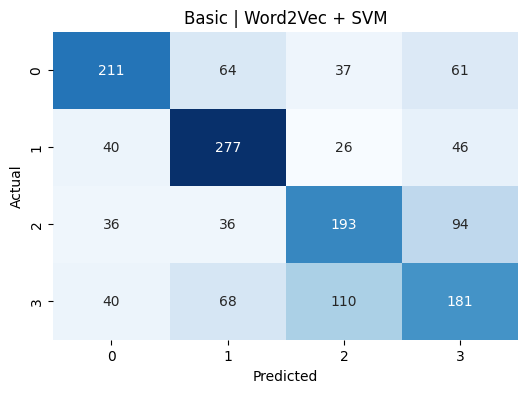 Basic | Word2Vec + SVM
Actual
0 211 64 37 61
1 40 277 26 46
2 36 36 193 94
3 40 68 110 181
0 1 2 3
Predicted